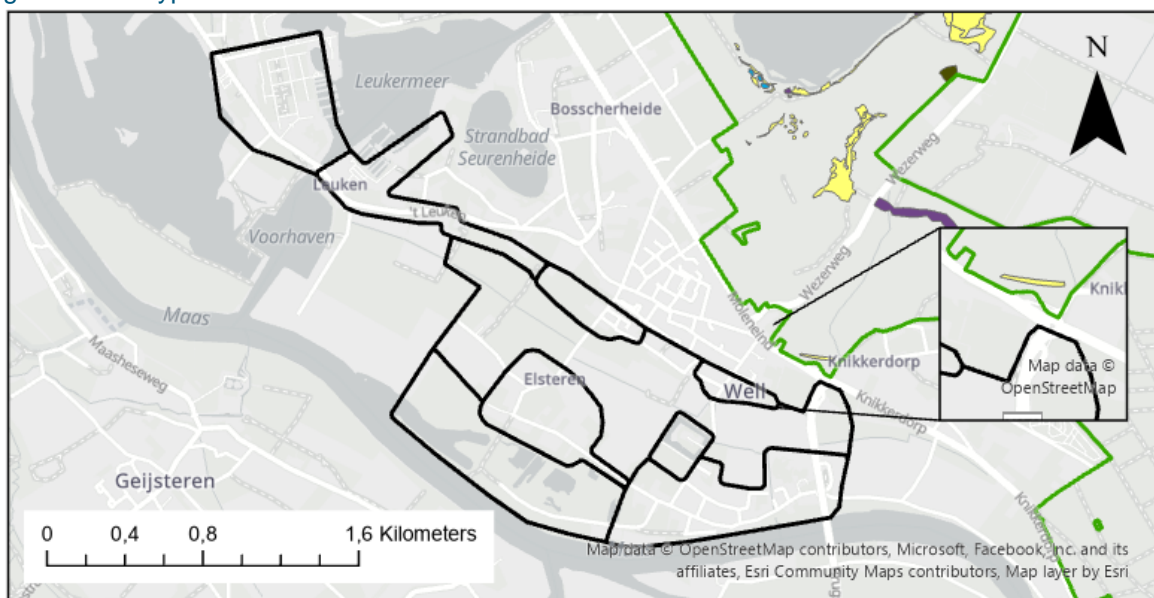 Leukermeer
Bosscherheide
N
Strandbad
Seurenheide
Wezerweg
Leuken
't Leuken
Voorhaven
Wezerweg
Maas
Moleneind
Maasheseweg
Knikkerdorp
Elsteren
Well
Knikkerdorp
Map data ©
OpenStreetMap
Geijsteren
Knikkerdorp
0 0,4 0,8 1,6 Kilometers
Map data © OpenStreetMap contributors, Microsoft, Facebook, Inc. and its
affiliates, Esri Community Maps contributors, Map layer by Esri